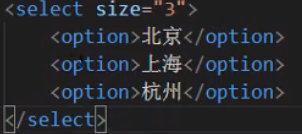 <select size="3">
    <option>北京</option>
    <option>上海</option>
    <option>杭州</option>
</select>